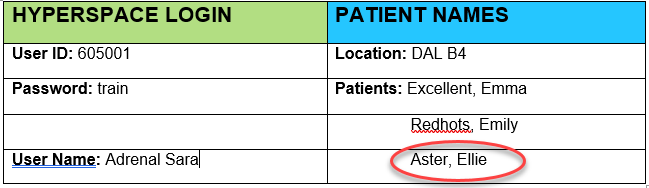 HYPERSPACE LOGIN PATIENT NAMES
User ID: 605001 Location: DAL B4
Password: train Patients: Excellent, Emma
Redhots, Emily
User Name: Adrenal Sara Aster, Ellie